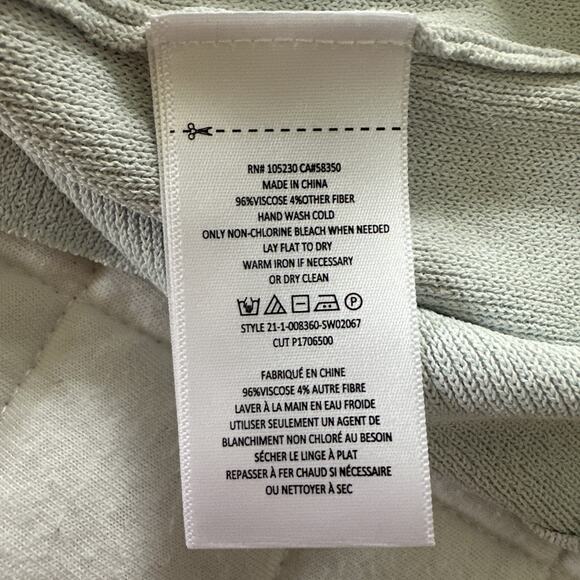 RN# 105230 CA#58350
MADE IN CHINA
96%VISCOSE 4%OTHER FIBER
HAND WASH COLD
ONLY NON-CHLORINE BLEACH WHEN NEEDED
LAY FLAT TO DRY
WARM IRON IF NECESSARY
OR DRY CLEAN
P
STYLE 21-1-008360-SW02067
CUT P1706500
FABRIQUÉ EN CHINE
96%VISCOSE 4% AUTRE FIBRE
LAVER À LA MAIN EN EAU FROIDE
UTILISER SEULEMENT UN AGENT DE
BLANCHIMENT NON CHLORÉ AU BESOIN
SÉCHER LE LINGE À PLAT
REPASSER À FER CHAUD SI NÉCESSAIRE
OU NETTOYER À SEC